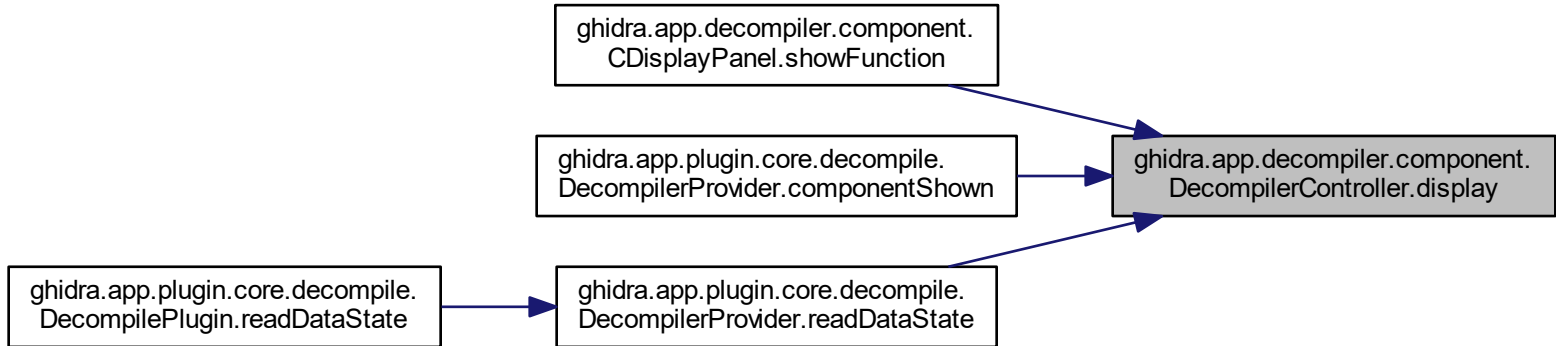 ghidra.app.decompiler.component.
CDisplayPanel.showFunction
ghidra.app.plugin.core.decompile.
DecompilerProvider.componentShown
ghidra.app.decompiler.component.
DecompilerController.display
ghidra.app.plugin.core.decompile.
DecompilePlugin.readDataState
ghidra.app.plugin.core.decompile.
DecompilerProvider.readDataState